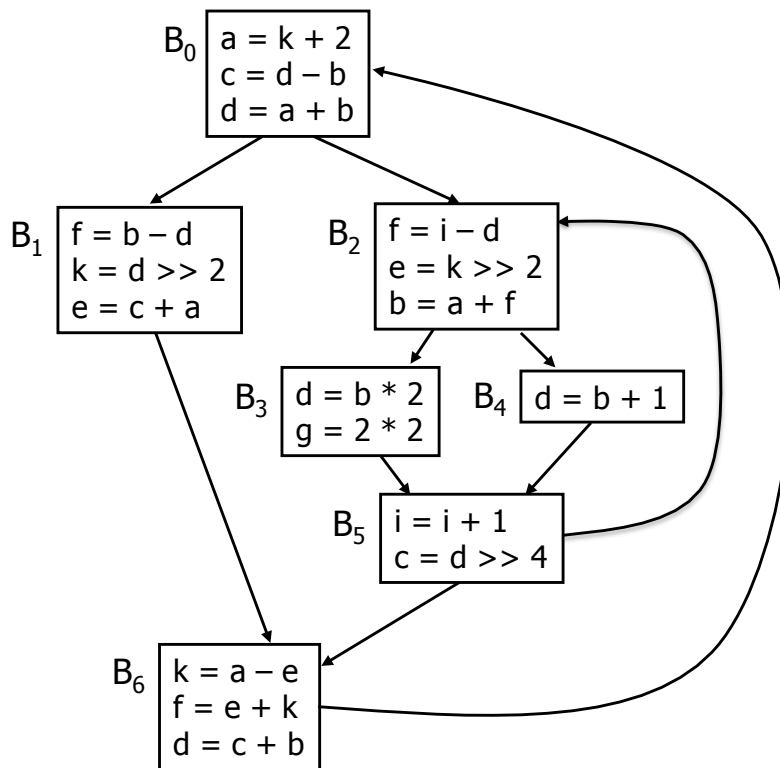 B0
a = k + 2
c = d – b
d = a + b
B1
f = b – d
k = d >> 2
e = c + a
B2
f = i – d
e = k >> 2
b = a + f
B3
d = b * 2
g = 2 * 2
B4
d = b + 1
B5
i = i + 1
c = d >> 4
B6
k = a – e
f = e + k
d = c + b